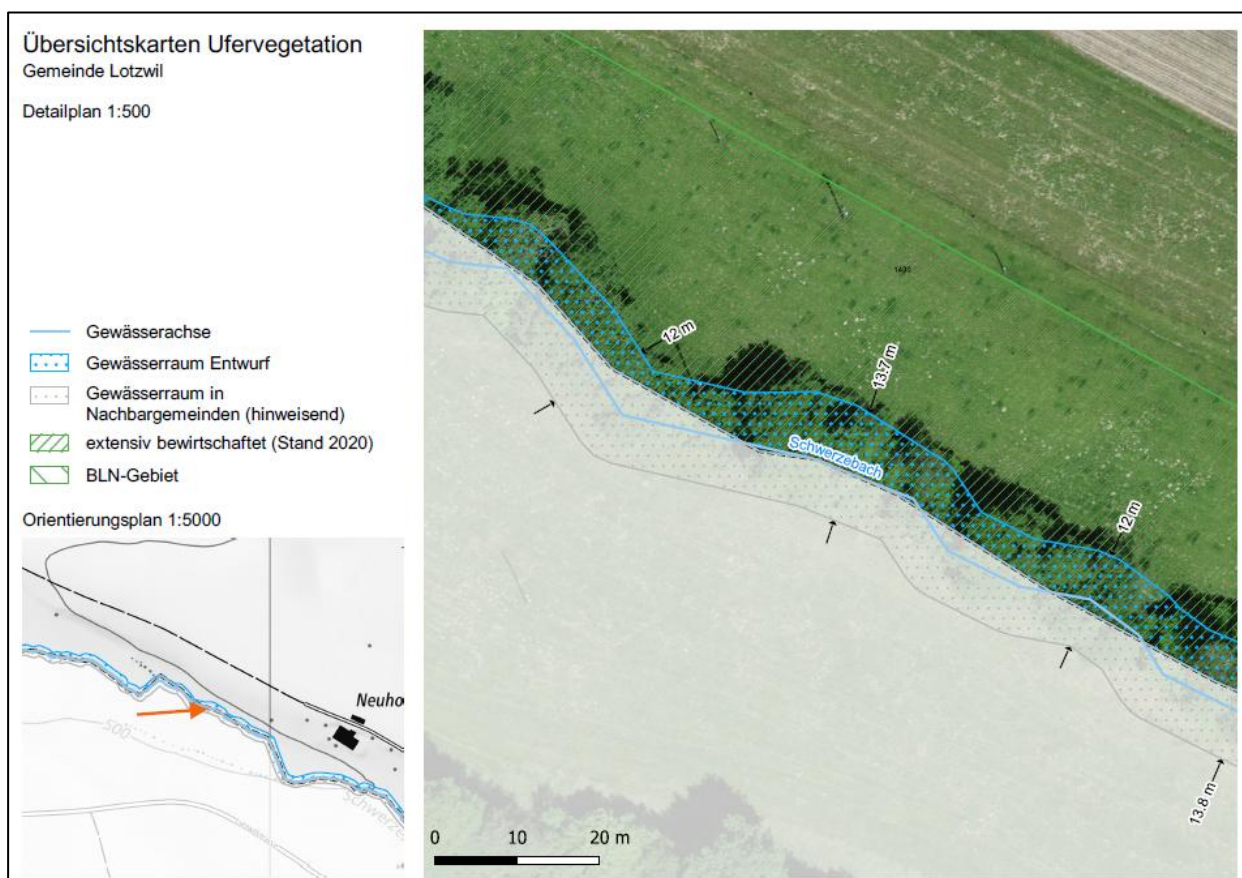 Übersichtskarten Ufervegetation
Gemeinde Lotzwil
Detailplan 1:500
Gewässerachse
Gewässerraum Entwurf
Gewässerraum in
Nachbargemeinden (hinweisend)
extensiv bewirtschaftet (Stand 2020)
BLN-Gebiet
Orientierungsplan 1:5000
Neuho
500
Schwerze
12 m
13.7 m
Schwerzebach
12 m
13.8 m
0 10 20 m